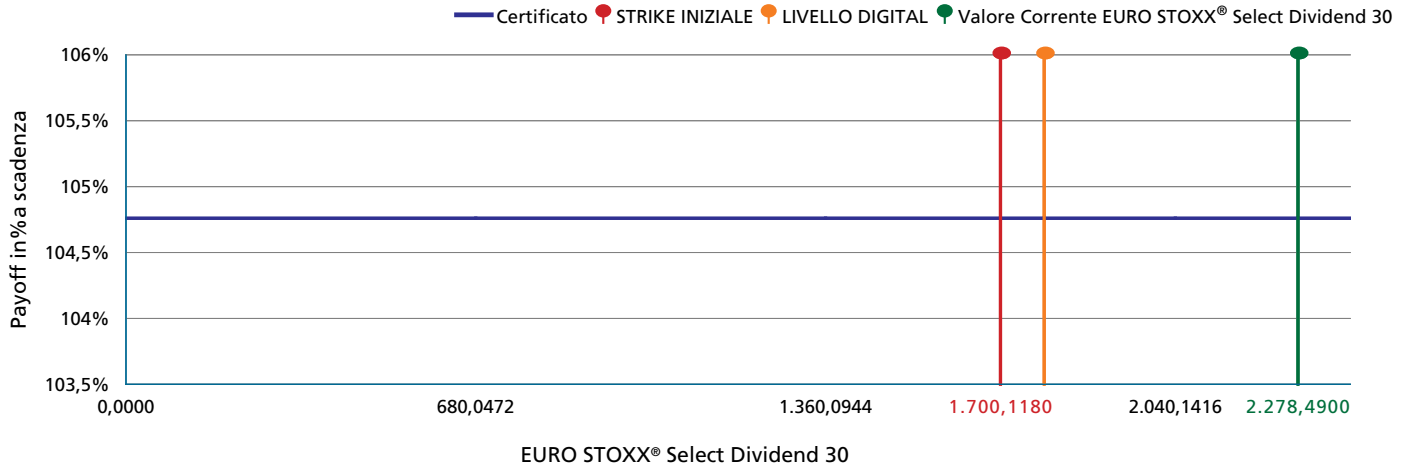 Certificato STRIKE INIZIALE LIVELLO DIGITAL Valore Corrente EURO STOXX® Select Dividend 30
Payoff in%a scadenza
106%
105,5%
105%
104,5%
104%
103,5%
0,0000 680,0472 1.360,0944 1.700,1180 2.040,1416 2.278,4900
EURO STOXX® Select Dividend 30